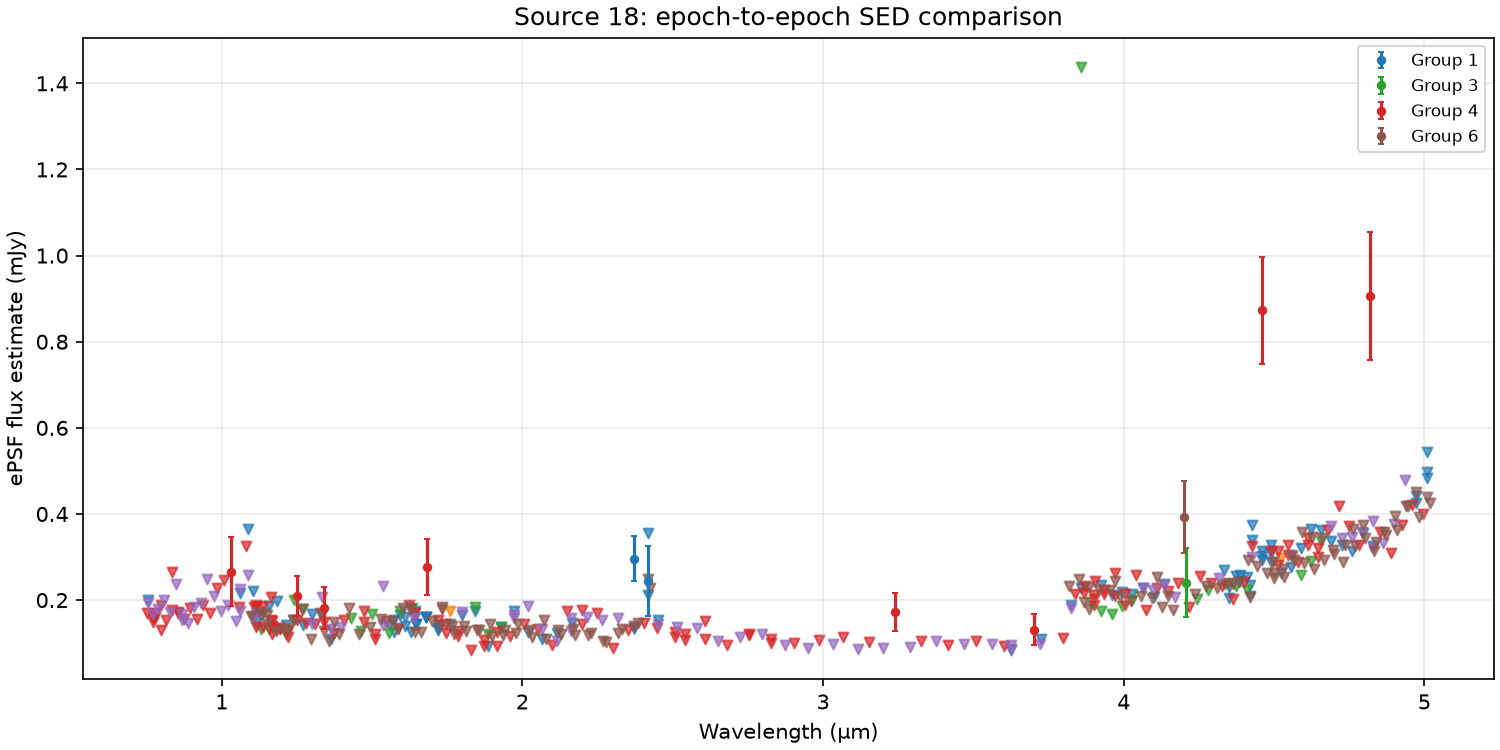 Source 18: epoch-to-epoch SED comparison
ePSF flux estimate (mJy)
1.4
1.2
1.0
0.8
0.6
0.4
0.2
Group 1
Group 3
Group 4
Group 6
1 2 3 4 5
Wavelength (µm)